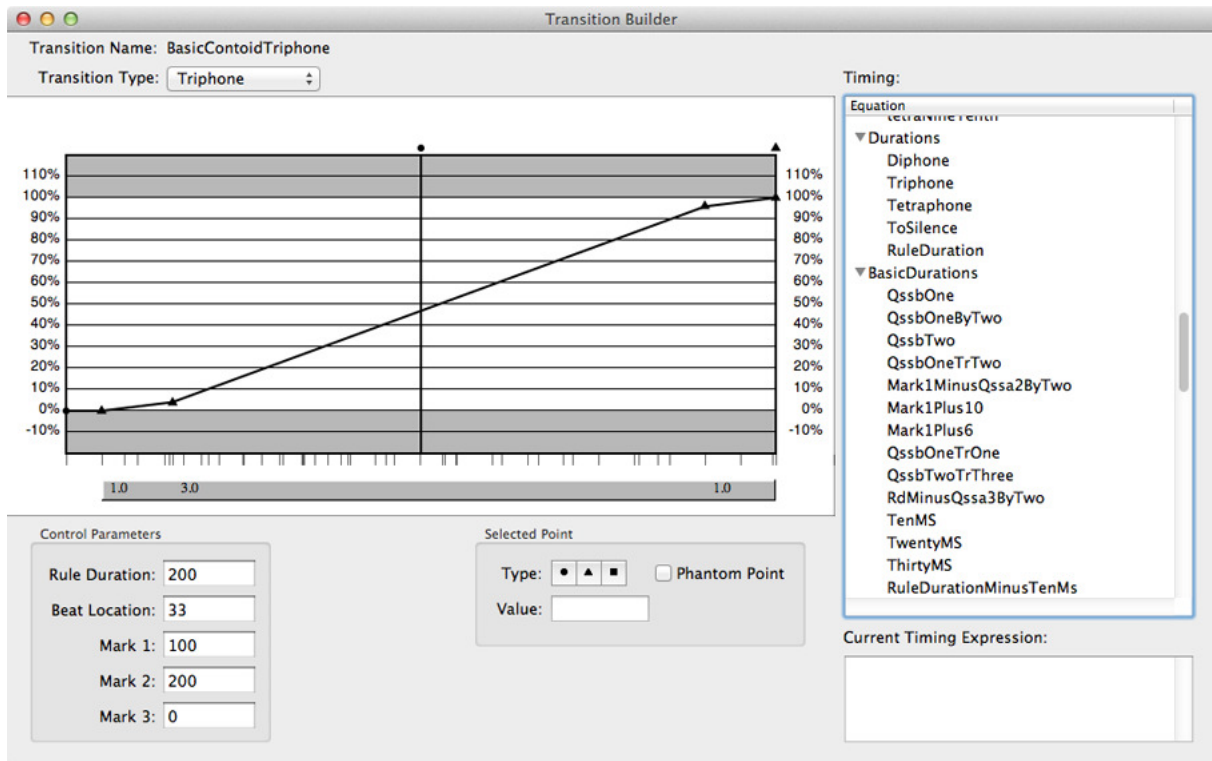 Transition Builder
Transition Name: BasicContoidTriphone
Transition Type: Triphone
110% 110%
100% 100%
90% 90%
80% 80%
70% 70%
60% 60%
50% 50%
40% 40%
30% 30%
20% 20%
10% 10%
0% 0%
-10% -10%
1.0 3.0 1.0
Control Parameters
Rule Duration: 200
Beat Location: 33
Mark 1: 100
Mark 2: 200
Mark 3: 0
Selected Point
Type: Phantom Point
Value:
Timing:
Equation
tetraNineTenth
Durations
Diphone
Triphone
Tetraphone
ToSilence
RuleDuration
BasicDurations
QssbOne
QssbOneByTwo
QssbTwo
QssbOneTrTwo
Mark1MinusQssa2ByTwo
Mark1Plus10
Mark1Plus6
QssbOneTrOne
QssbTwoTrThree
RdMinusQssa3ByTwo
TenMS
TwentyMS
ThirtyMS
RuleDurationMinusTenMs
Current Timing Expression: